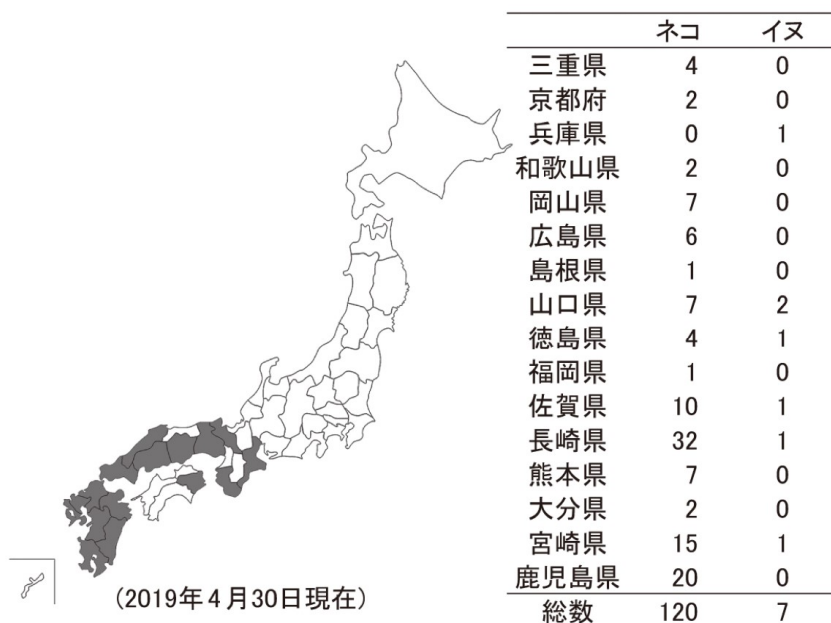 ネコ イヌ
三重県 4 0
京都府 2 0
兵庫県 0 1
和歌山県 2 0
岡山県 7 0
広島県 6 0
島根県 1 0
山口県 7 2
徳島県 4 1
福岡県 1 0
佐賀県 10 1
長崎県 32 1
熊本県 7 0
大分県 2 0
宮崎県 15 1
鹿児島県 20 0
総数 120 7
（2019年4月30日現在）